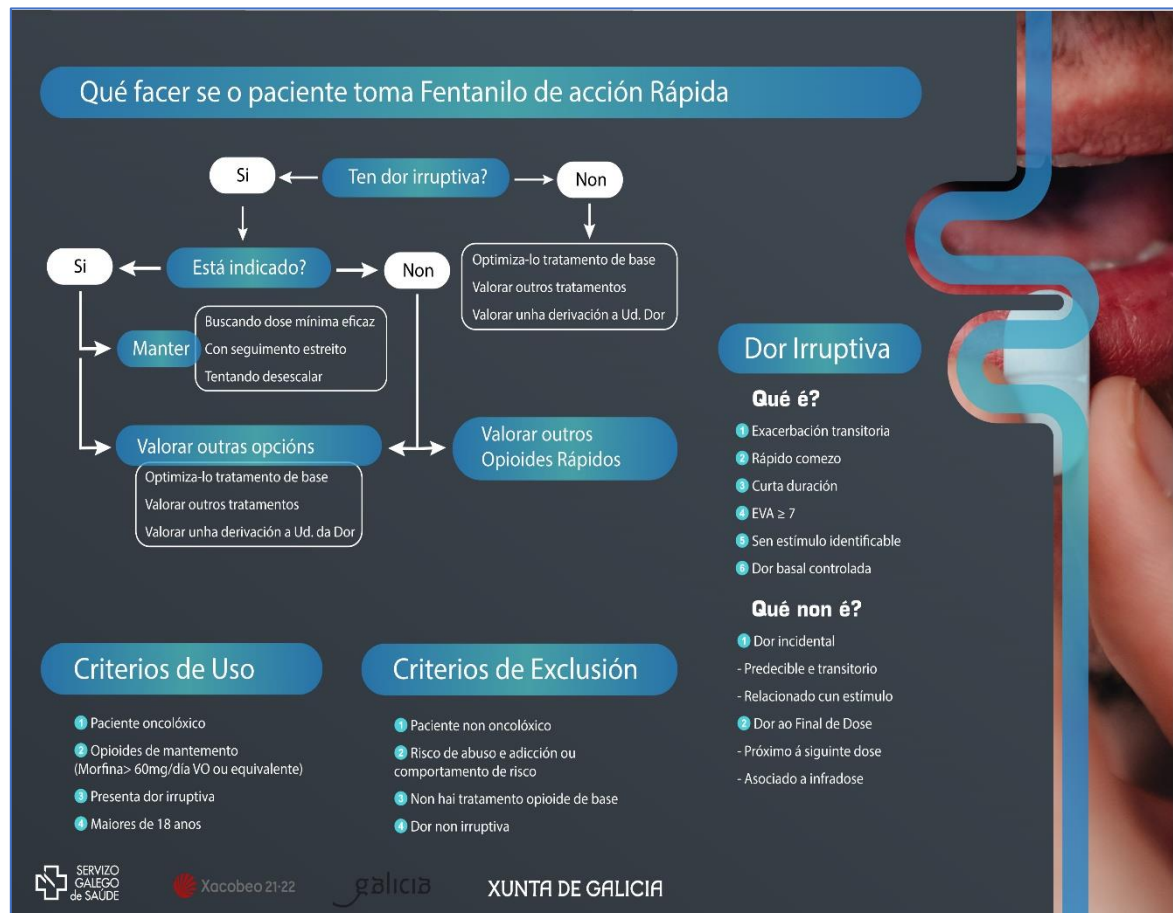 Qué facer se o paciente toma Fentanilo de acción Rápida
Si
Ten dor irruptiva?
Non
Si
Está indicado?
Non
Optimiza-lo tratamento de base
Valorar outros tratamentos
Valorar unha derivación a Ud. Dor
Manter
Buscando dose mínima eficaz
Con seguimento estreito
Tentando desescalar
Valorar outras opcións
Optimiza-lo tratamento de base
Valorar outros tratamentos
Valorar unha derivación a Ud. da Dor
Valorar outros
Opioides Rápidos
Dor Irruptiva
Qué é?
1 Exacerbación transitoria
2 Rápido comezo
3 Curta duración
4 EVA ≥ 7
5 Sen estímulo identificable
6 Dor basal controlada
Qué non é?
1 Dor incidental
- Predecible e transitorio
- Relacionado cun estímulo
2 Dor ao Final de Dose
- Próximo á siguinte dose
- Asociado a infradose
Criterios de Uso
1 Paciente oncolóxico
2 Opioides de mantemento
(Morfina> 60mg/día VO ou equivalente)
3 Presenta dor irruptiva
4 Maiores de 18 anos
Criterios de Exclusión
1 Paciente non oncolóxico
2 Risco de abuso e adicción ou
comportamento de risco
3 Non hai tratamento opioide de base
4 Dor non irruptiva
SERVIZO
GALEGO
de SAÚDE
Xacobeo 21·22
galicia
XUNTA DE GALICIA